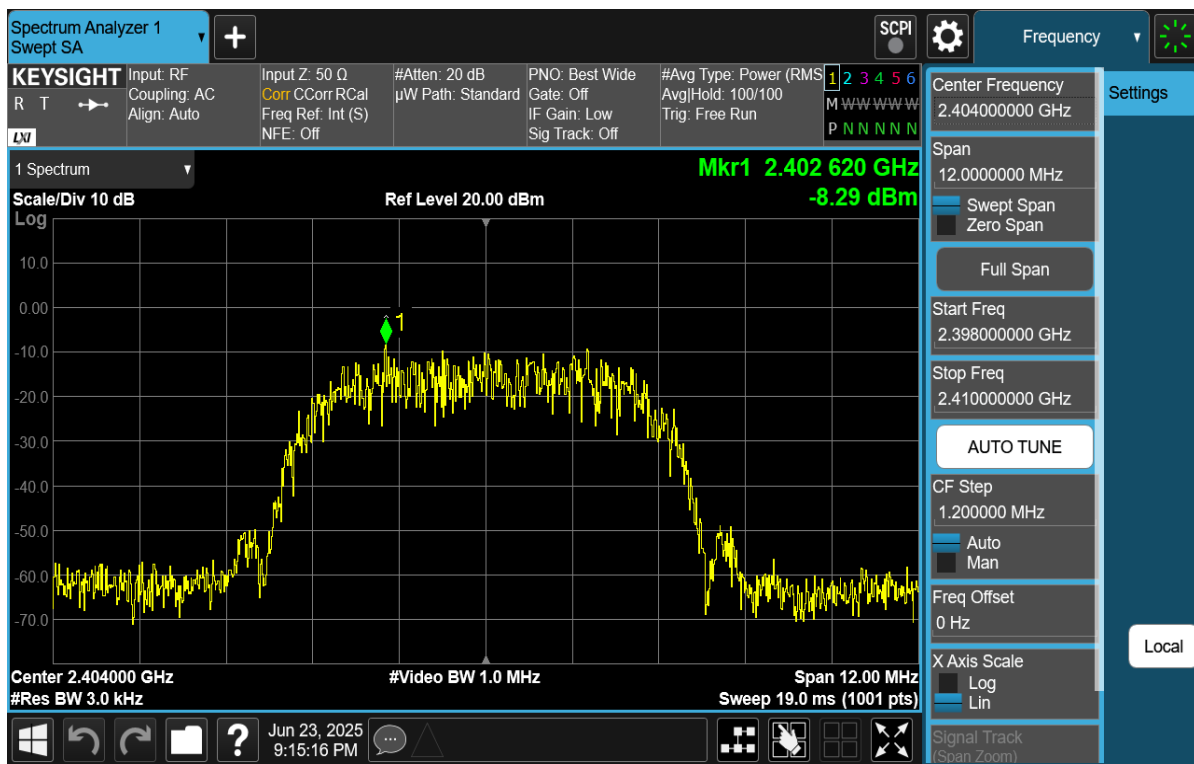 Spectrum Analyzer 1
Swept SA
+
SCPI
Frequency
KEYSIGHT
R T
LXI
Input: RF
Coupling: AC
Align: Auto
Input Z: 50 Ω
Corr CCorr RCal
Freq Ref: Int (S)
NFE: Off
#Atten: 20 dB
µW Path: Standard
PNO: Best Wide
Gate: Off
IF Gain: Low
Sig Track: Off
#Avg Type: Power (RMS
Avg|Hold: 100/100
Trig: Free Run
1 2 3 4 5 6
M W W W W W
P N N N N N
1 Spectrum
Mkr1 2.402 620 GHz
-8.29 dBm
Scale/Div 10 dB
Ref Level 20.00 dBm
Log
10.0
0.00
-10.0
-20.0
-30.0
-40.0
-50.0
-60.0
-70.0
1
Center 2.404000 GHz
#Video BW 1.0 MHz
Span 12.00 MHz
#Res BW 3.0 kHz
Sweep 19.0 ms (1001 pts)
Center Frequency
2.404000000 GHz
Span
12.0000000 MHz
Swept Span
Zero Span
Full Span
Start Freq
2.398000000 GHz
Stop Freq
2.410000000 GHz
AUTO TUNE
CF Step
1.200000 MHz
Auto
Man
Freq Offset
0 Hz
X Axis Scale
Log
Lin
Signal Track
(Span Zoom)
Settings
Local
?
Jun 23, 2025
9:15:16 PM